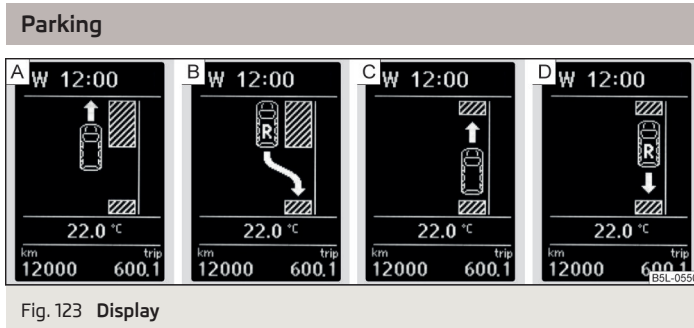 Parking
A W 12:00
22.0 °C
km trip
12000 600.1
B W 12:00
R
22.0 °C
km trip
12000 600.1
C W 12:00
22.0 °C
km trip
12000 600.1
D W 12:00
R
22.0 °C
km trip
12000 600.1
Fig. 123 Display